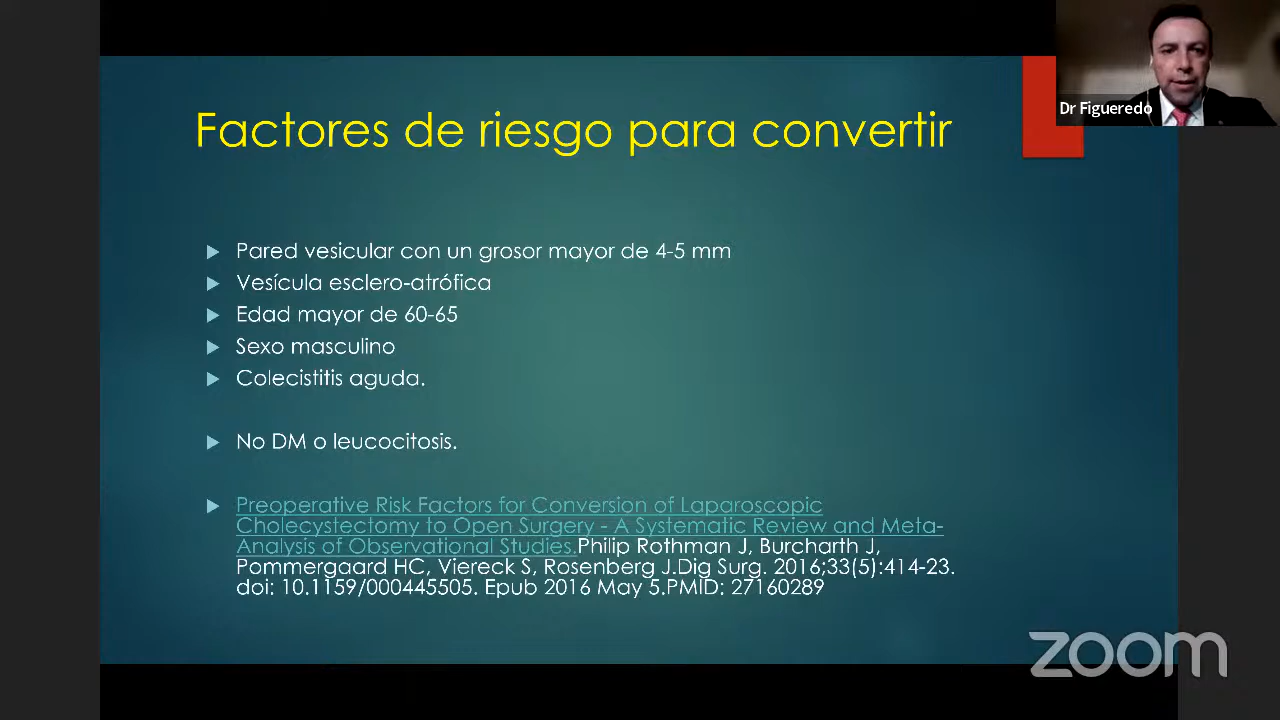 Dr Figueredo
Factores de riesgo para convertir
Pared vesicular con un grosor mayor de 4-5 mm
Vesícula esclero-atrófica
Edad mayor de 60-65
Sexo masculino
Colecistitis aguda.
No DM o leucocitosis.
Preoperative Risk Factors for Conversion of Laparoscopic
Cholecystectomy to Open Surgery - A Systematic Review and Meta-
Analysis of Observational Studies.Philip Rothman J, Burcharth J,
Pommergaard HC, Viereck S, Rosenberg J.Dig Surg. 2016;33(5):414-23.
doi: 10.1159/000445505. Epub 2016 May 5.PMID: 27160289
zoom